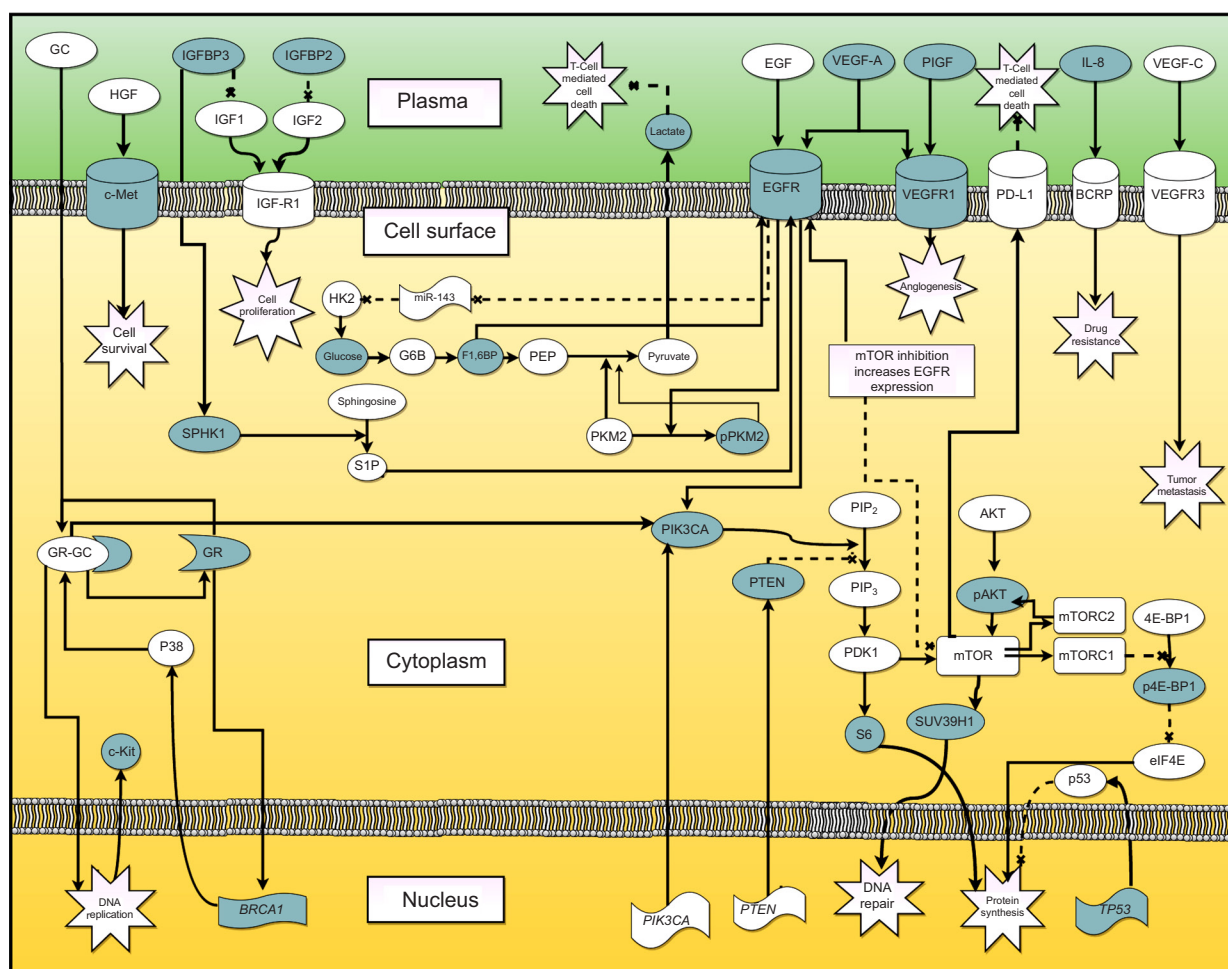 GC
IGFBP3
IGFBP2
T-Cell
mediated
cell
death
EGF
VEGF-A
PIGF
T-Cell
mediated
cell
death
IL-8
VEGF-C
HGF
Plasma
IGF1
IGF2
Lactate
c-Met
IGF-R1
EGFR
VEGFR1
PD-L1
BCRP
VEGFR3
Cell surface
Cell
proliferation
HK2
miR-143
Anglogenesis
Cell
survival
Glucose
G6B
F1,6BP
PEP
Pyruvate
mTOR inhibition
increases EGFR
expression
Drug
resistance
Sphingosine
SPHK1
PKM2
pPKM2
S1P
Tumor
metastasis
PIP2
AKT
PIK3CA
GR-GC
GR
PTEN
PIP3
pAKT
mTORC2
4E-BP1
P38
Cytoplasm
PDK1
mTOR
mTORC1
p4E-BP1
c-Kit
S6
SUV39H1
eIF4E
p53
DNA
replication
BRCA1
Nucleus
PIK3CA
PTEN
DNA
repair
Protein
synthesis
TP53